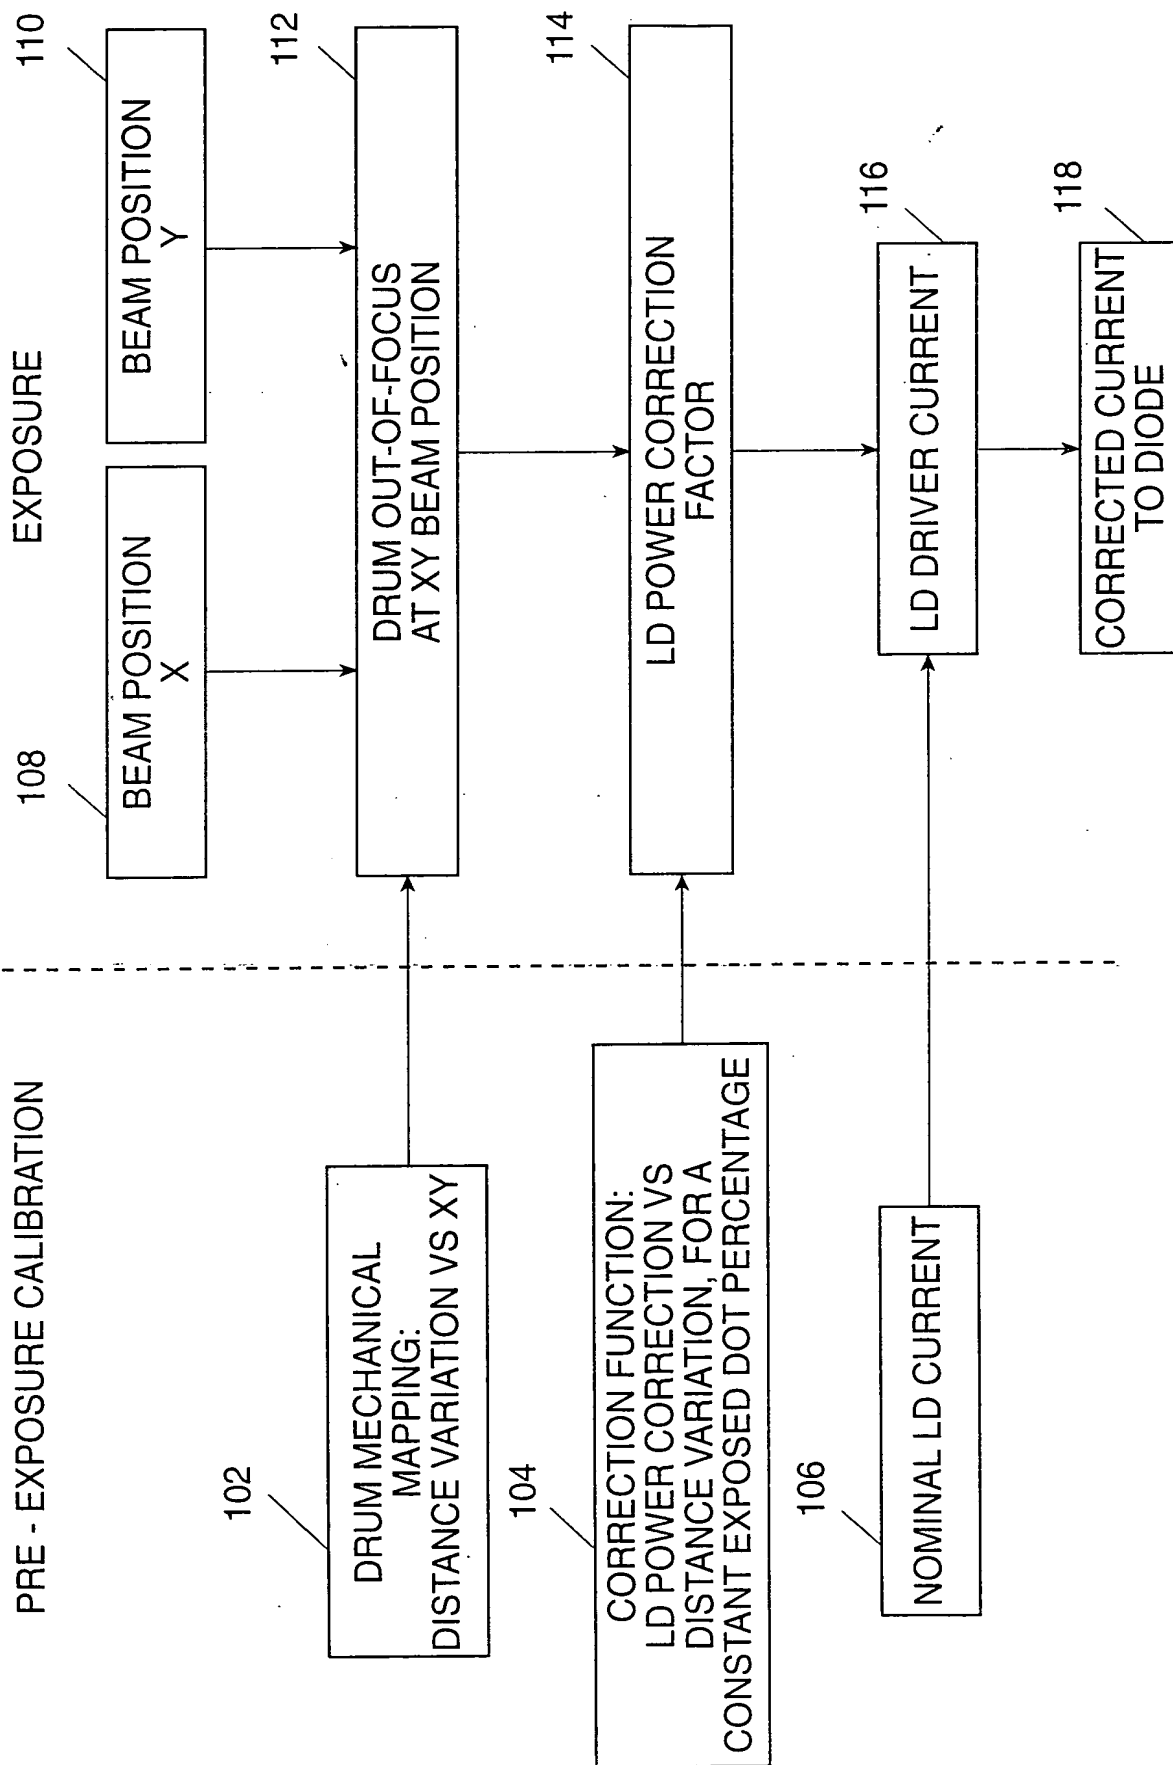 PRE - EXPOSURE CALIBRATION
EXPOSURE
108
BEAM POSITION
X
110
BEAM POSITION
Y
102
DRUM MECHANICAL
MAPPING:
DISTANCE VARIATION VS XY
112
DRUM OUT-OF-FOCUS
AT XY BEAM POSITION
104
CORRECTION FUNCTION:
LD POWER CORRECTION VS
DISTANCE VARIATION, FOR A
CONSTANT EXPOSED DOT PERCENTAGE
114
LD POWER CORRECTION
FACTOR
106
NOMINAL LD CURRENT
116
LD DRIVER CURRENT
118
CORRECTED CURRENT
TO DIODE